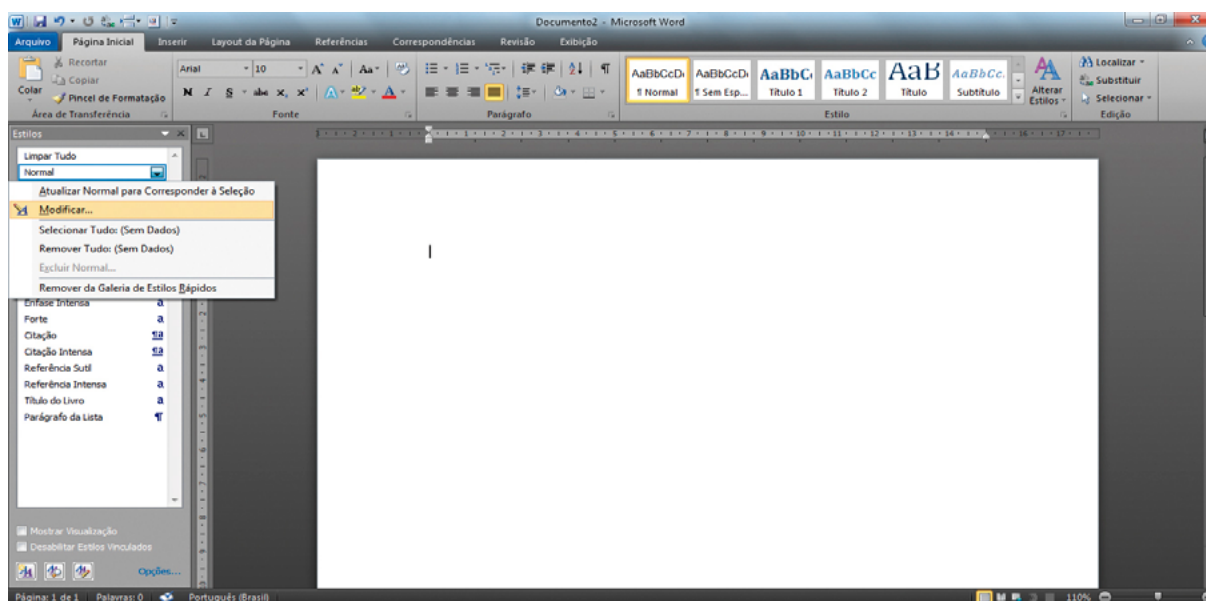 Documento2 - Microsoft Word
Arquivo Página Inicial Inserir Layout da Página Referências Correspondências Revisão Exibição
Colar
Recortar
Copiar
Pincel de Formatação
Área de Transferência
Arial 10
N I S abc x, x²
Fonte
Parágrafo
AaBbCcDı AaBbCcDı AaBbCı AaBbCc AaB AaBbCc.
¶ Normal ¶ Sem Esp... Título 1 Título 2 Título Subtítulo
Alterar Estilos
Estilo
Localizar
Substituir
Selecionar
Edição
Estilos
Limpar Tudo
Normal
Atualizar Normal para Corresponder à Seleção
Modificar...
Selecionar Tudo: (Sem Dados)
Remover Tudo: (Sem Dados)
Excluir Normal...
Remover da Galeria de Estilos Rápidos
Ênfase Intensa a
Forte a
Citação ¶a
Citação Intensa ¶a
Referência Sutil a
Referência Intensa a
Título do Livro a
Parágrafo da Lista ¶
Mostrar Visualização
Desabilitar Estilos Vinculados
Opções...
Página: 1 de 1 Palavras: 0 Português (Brasil) 110%